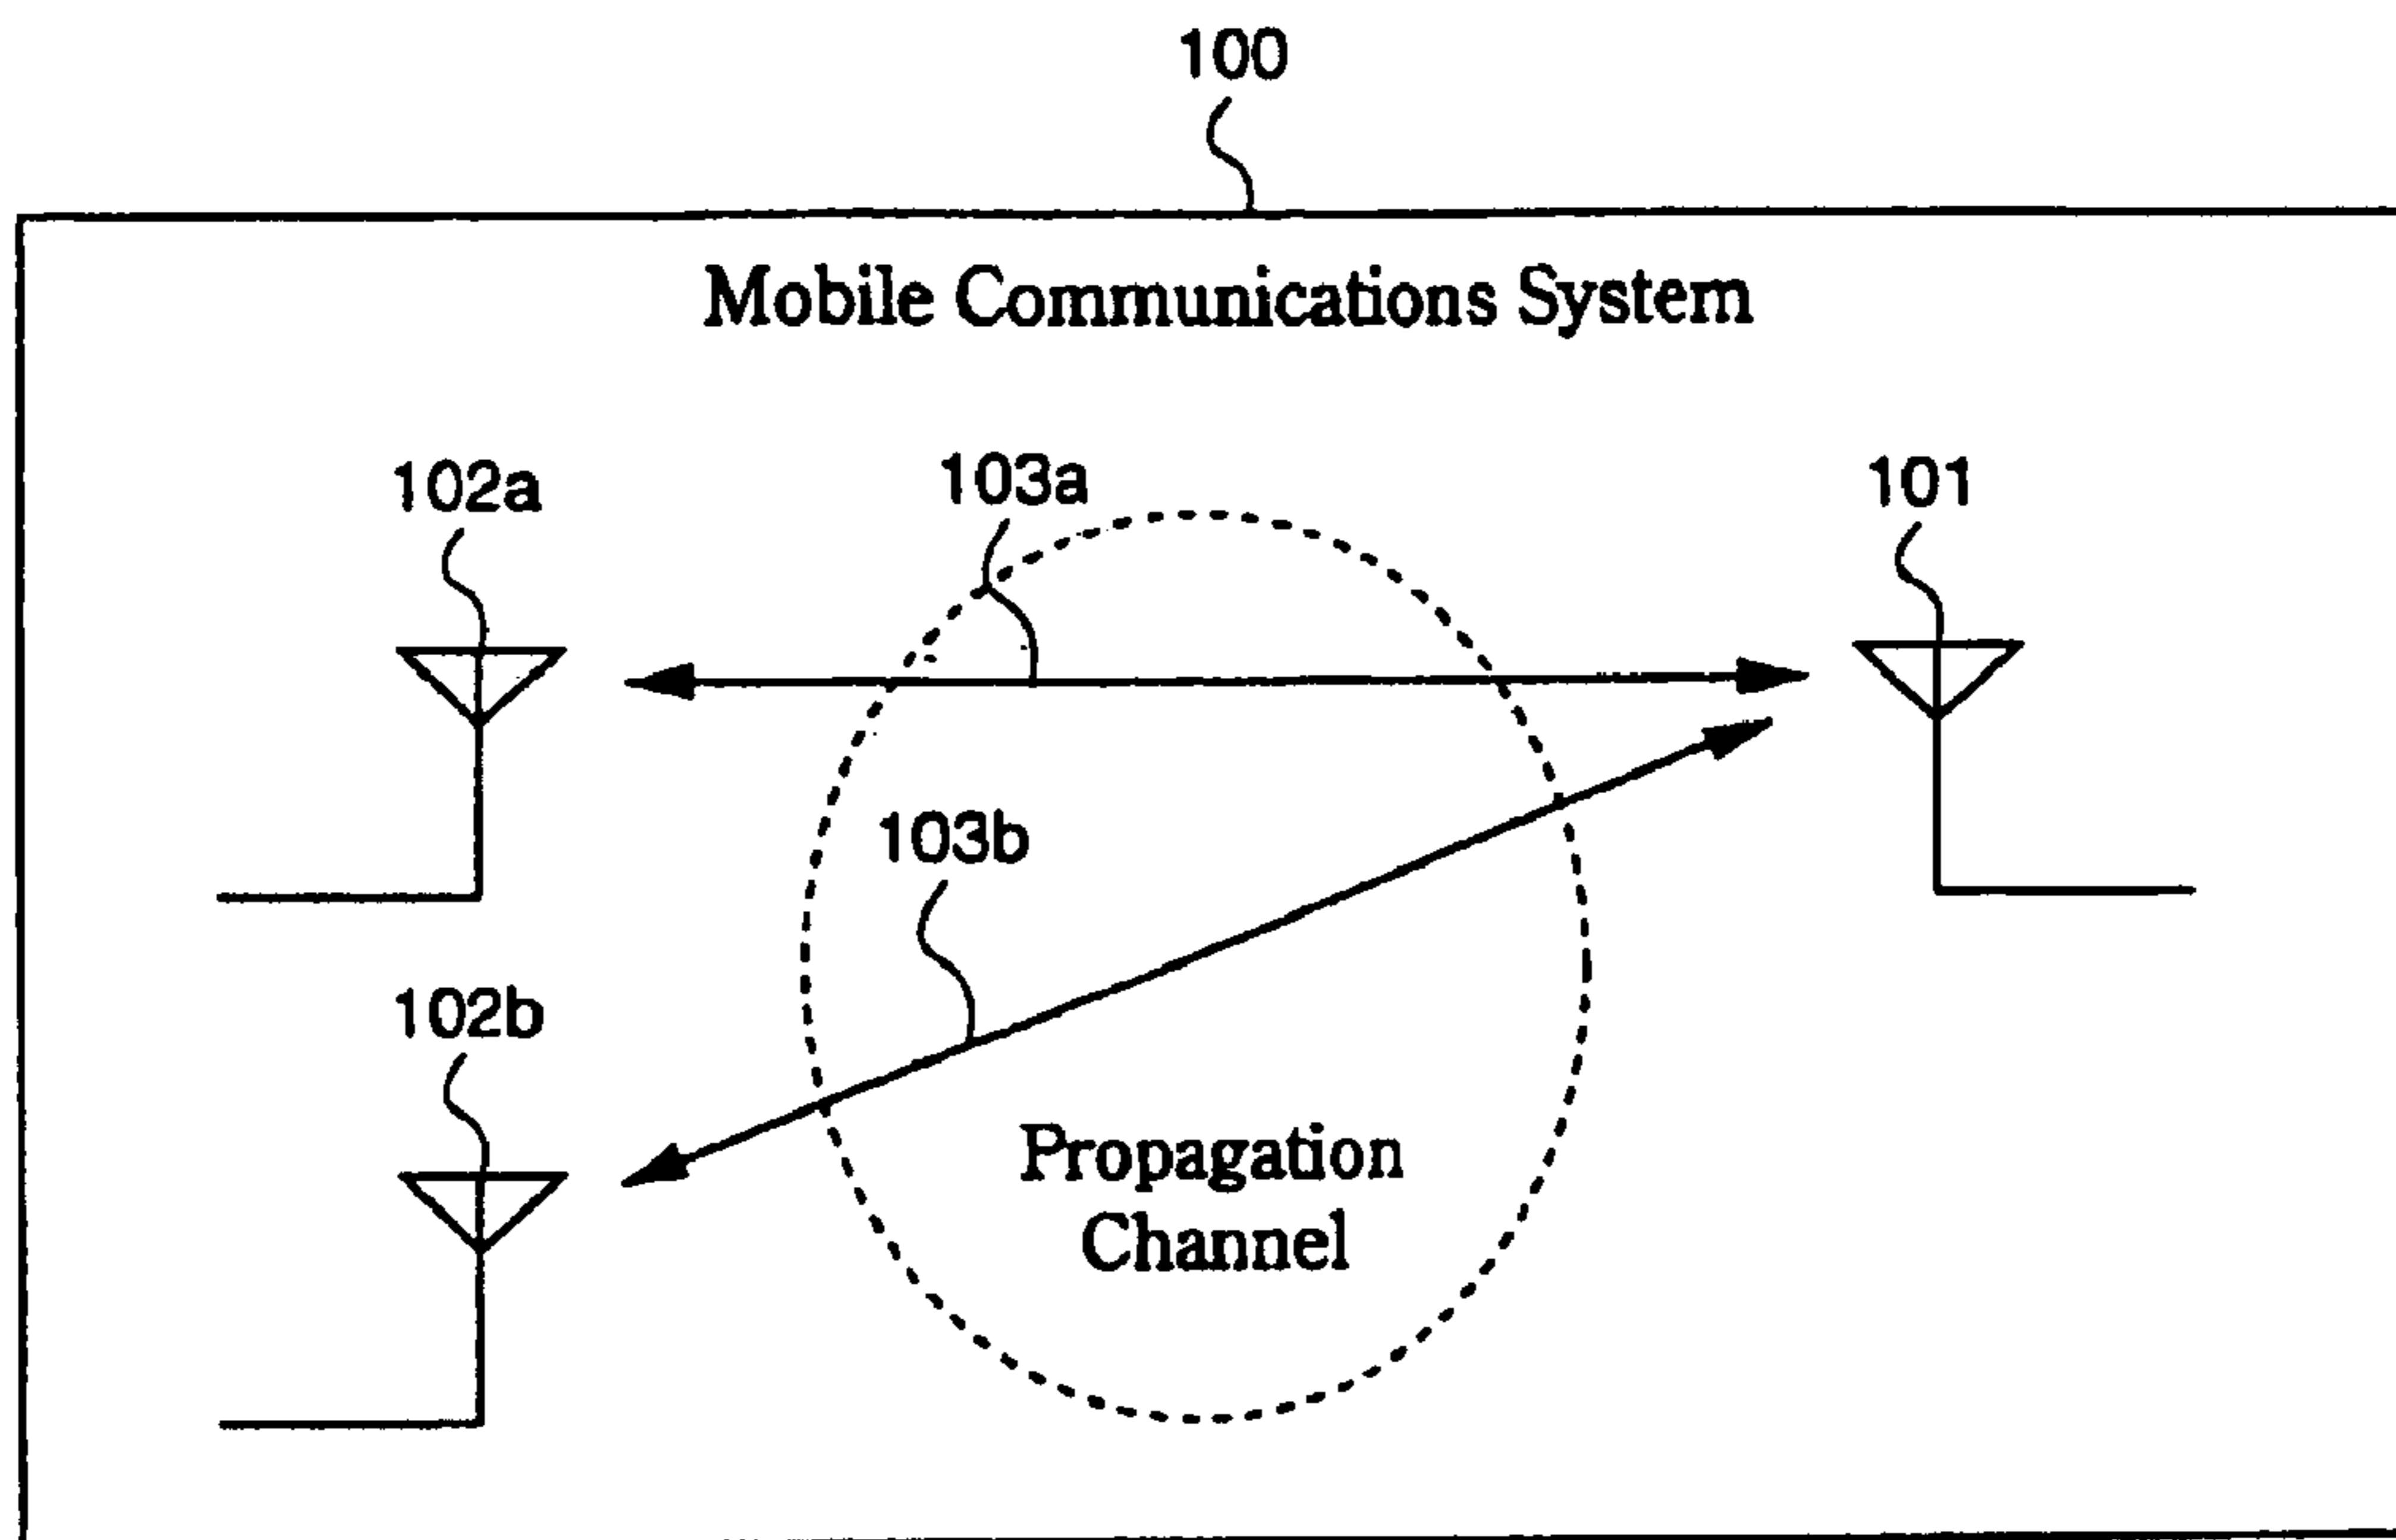 100
Mobile Communications System
102a
103a
101
103b
102b
Propagation
Channel